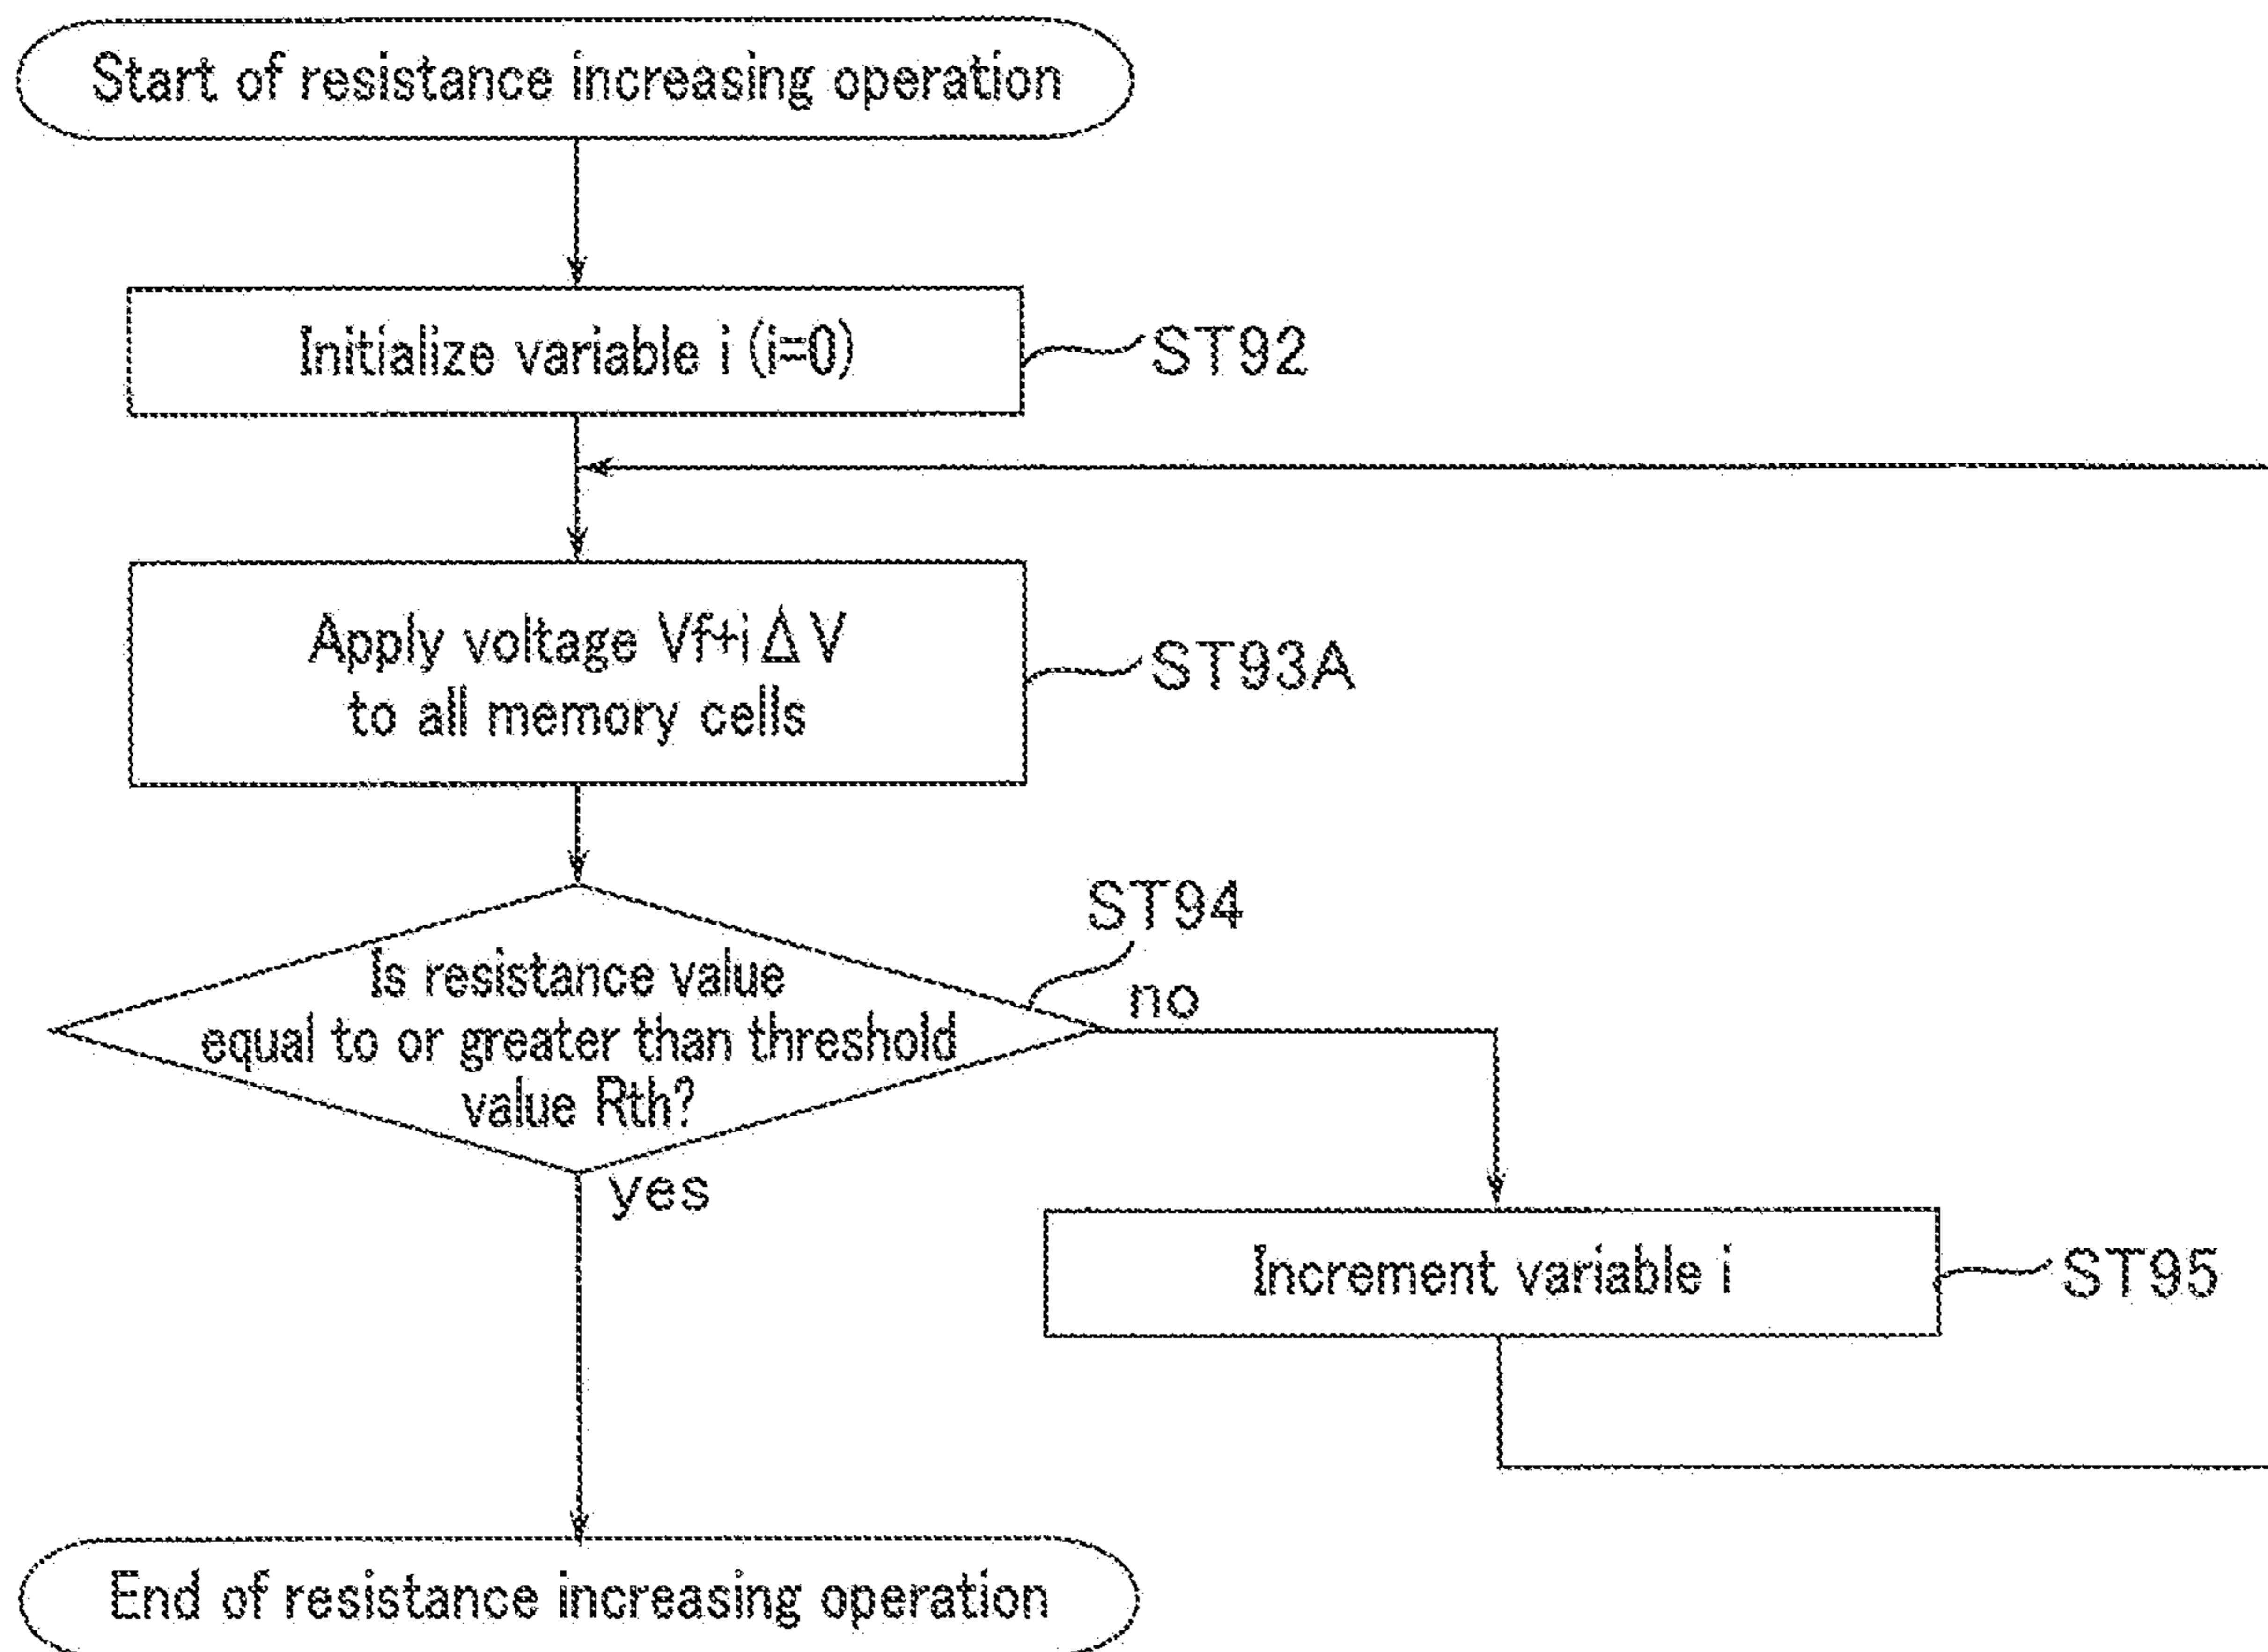 Start of resistance increasing operation
Initialize variable i (i=0)
ST92
Apply voltage Vf+iΔV
to all memory cells
ST93A
ST94
Is resistance value
equal to or greater than threshold
value Rth?
no
yes
Increment variable i
ST95
End of resistance increasing operation